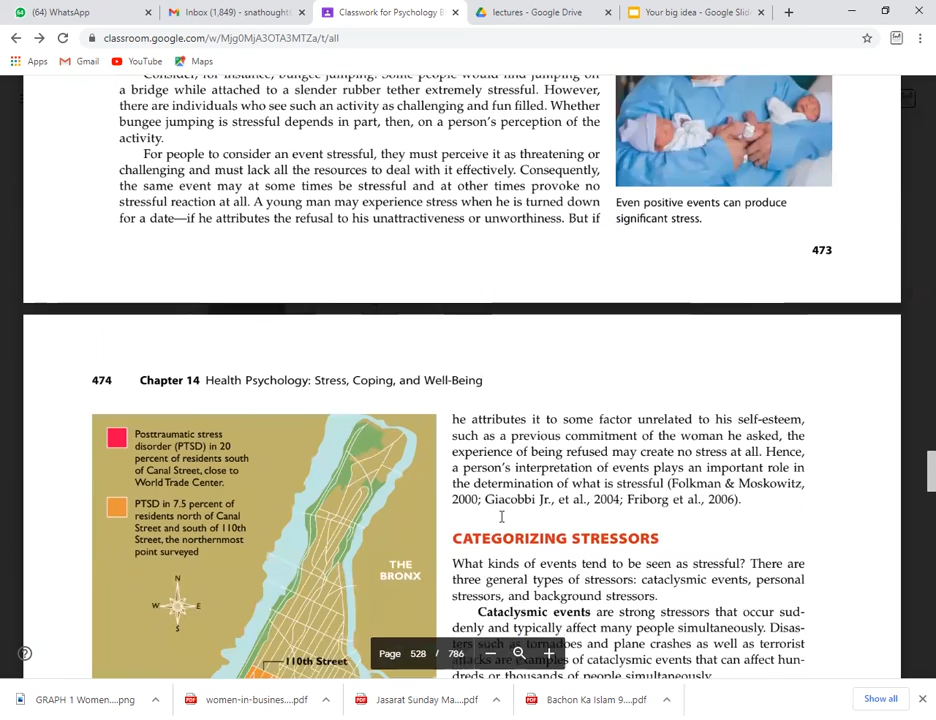 (64) WhatsApp
Inbox (1,849) - snathoughtl
Classwork for Psychology B
lectures - Google Drive
Your big idea - Google Slid
classroom.google.com/w/Mjg0MjA3OTA3MTZa/t/all
Apps
Gmail
YouTube
Maps
Consider, for instance, bungee jumping. Some people would find jumping off
a bridge while attached to a slender rubber tether extremely stressful. However,
there are individuals who see such an activity as challenging and fun filled. Whether
bungee jumping is stressful depends in part, then, on a person's perception of the
activity.
For people to consider an event stressful, they must perceive it as threatening or
challenging and must lack all the resources to deal with it effectively. Consequently,
the same event may at some times be stressful and at other times provoke no
stressful reaction at all. A young man may experience stress when he is turned down
for a date—if he attributes the refusal to his unattractiveness or unworthiness. But if
Even positive events can produce
significant stress.
473
474 Chapter 14 Health Psychology: Stress, Coping, and Well-Being
Posttraumatic stress
disorder (PTSD) in 20
percent of residents south
of Canal Street, close to
World Trade Center.
PTSD in 7.5 percent of
residents north of Canal
Street and south of 110th
Street, the northernmost
point surveyed
N
W
E
S
THE
BRONX
110th Street
he attributes it to some factor unrelated to his self-esteem,
such as a previous commitment of the woman he asked, the
experience of being refused may create no stress at all. Hence,
a person's interpretation of events plays an important role in
the determination of what is stressful (Folkman & Moskowitz,
2000; Giacobbi Jr., et al., 2004; Friborg et al., 2006).
CATEGORIZING STRESSORS
What kinds of events tend to be seen as stressful? There are
three general types of stressors: cataclysmic events, personal
stressors, and background stressors.
Cataclysmic events are strong stressors that occur sud-
denly and typically affect many people simultaneously. Disas-
ters such as tornadoes and plane crashes as well as terrorist
attacks are examples of cataclysmic events that can affect hun-
dreds or thousands of people simultaneously.
Page 528 / 786
GRAPH 1 Women....png
women-in-busines....pdf
Jasarat Sunday Ma....pdf
Bachon Ka Islam 9....pdf
Show all